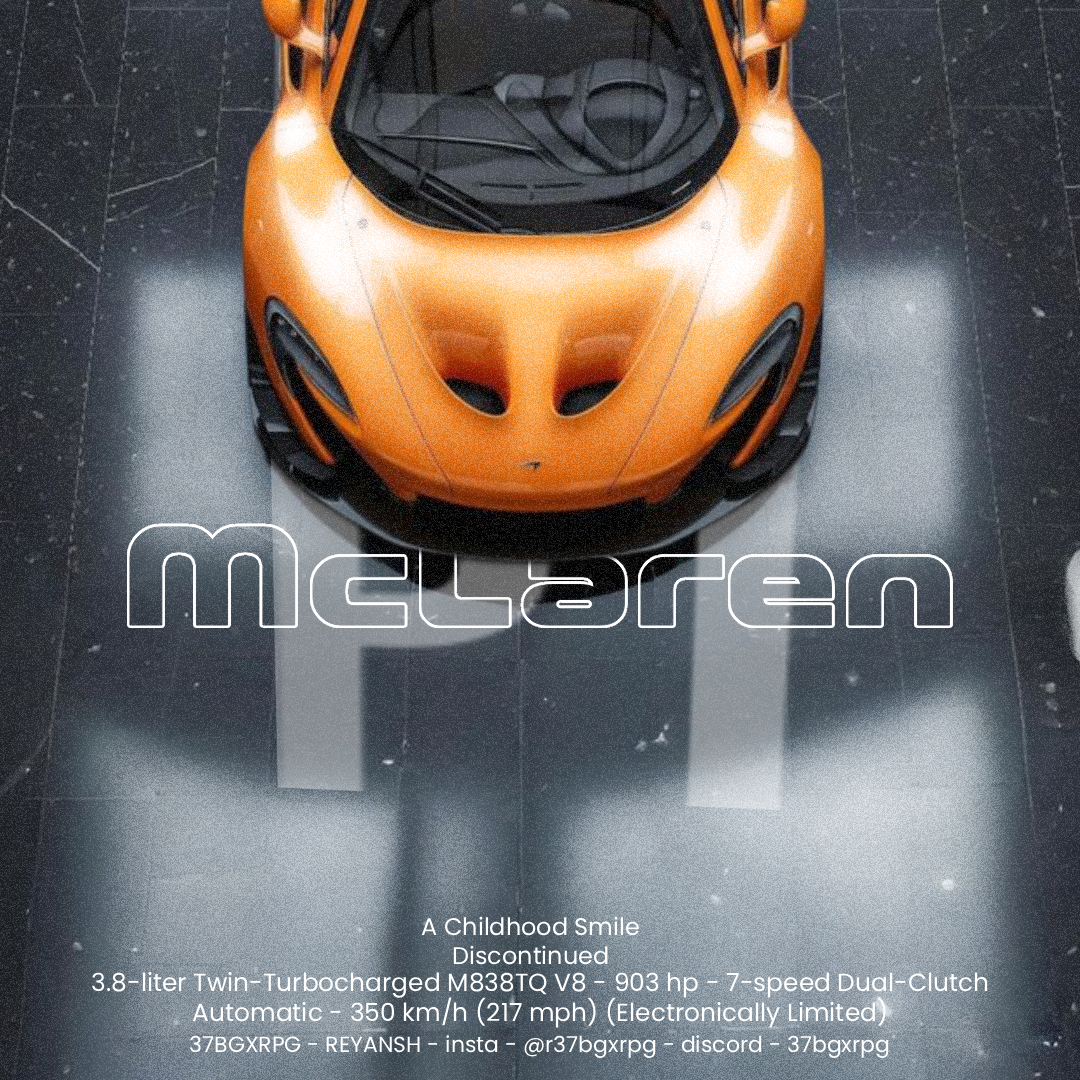 McLaren
A Childhood Smile
Discontinued
3.8-liter Twin-Turbocharged M838TQ V8 - 903 hp - 7-speed Dual-Clutch
Automatic - 350 km/h (217 mph) (Electronically Limited)
37BGXRPG - REYANSH - insta - @r37bgxrpg - discord - 37bgxrpg